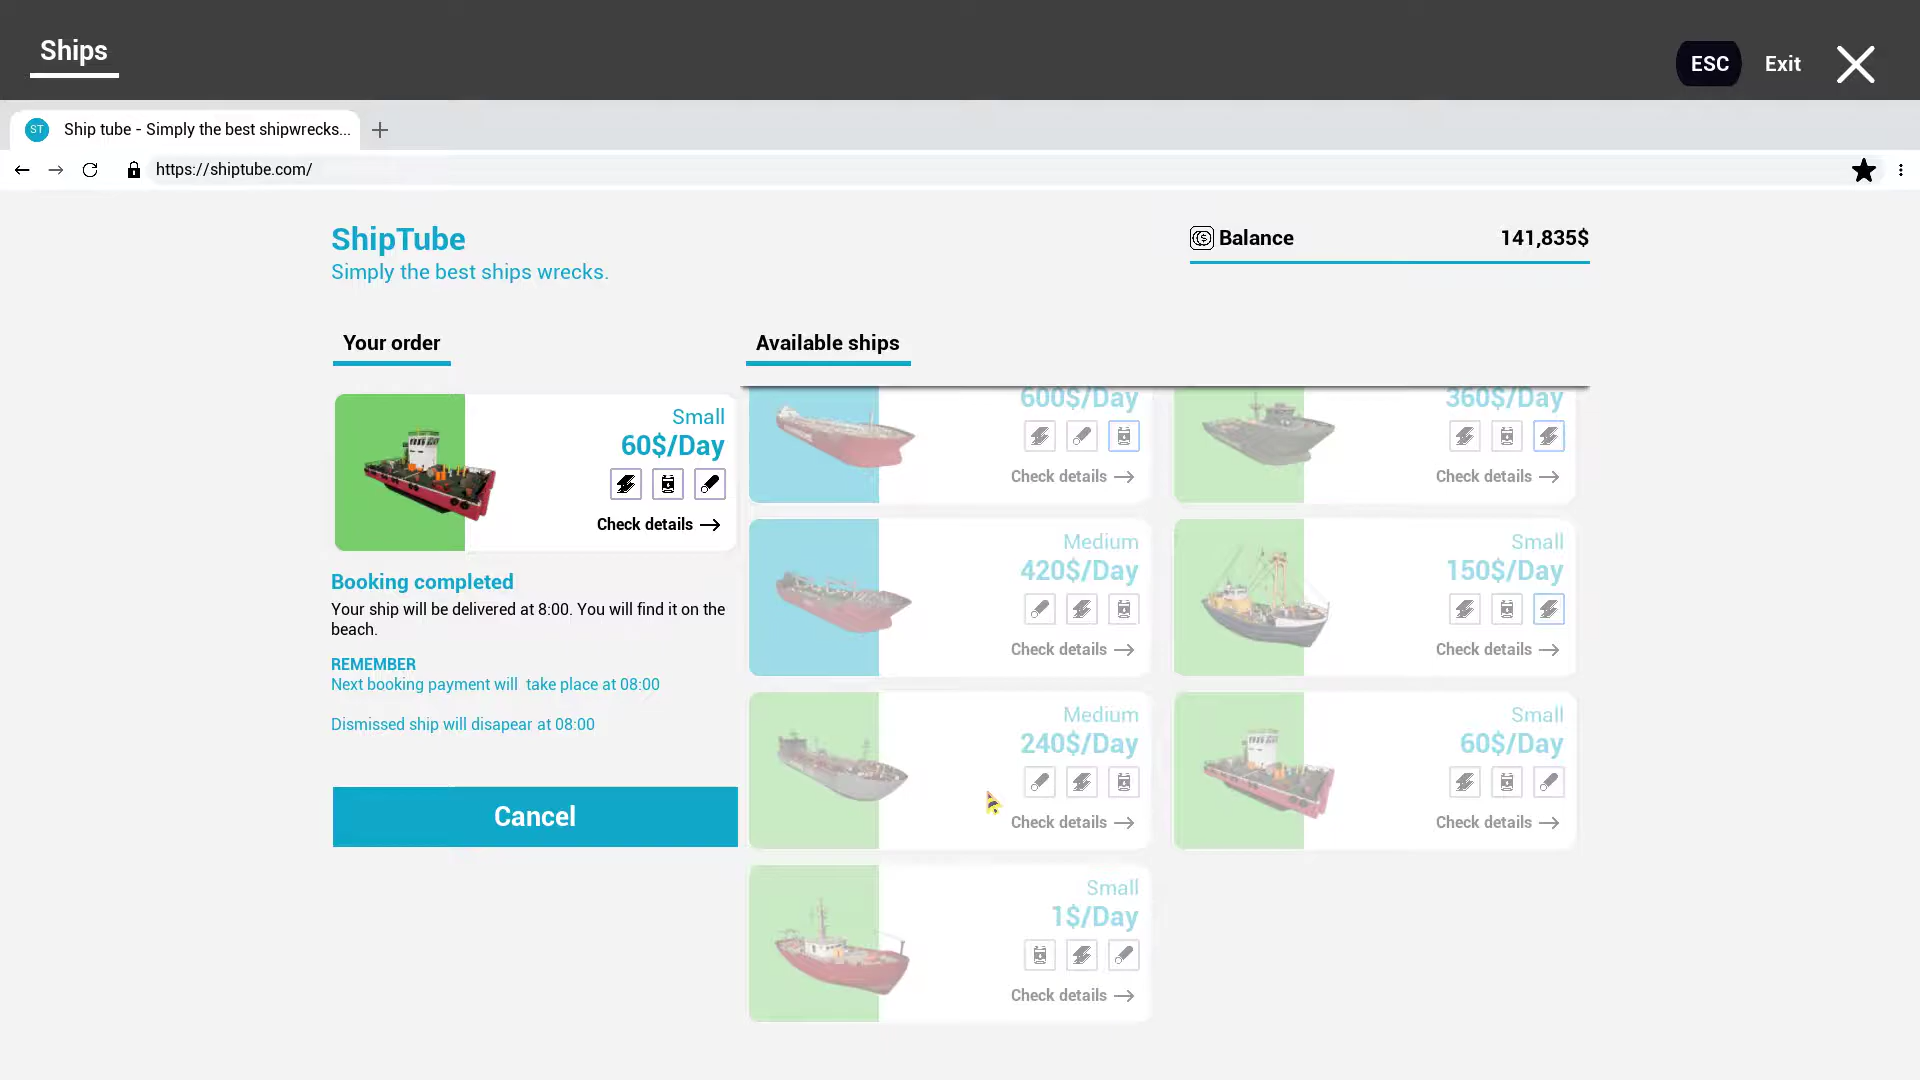 Ships
ESC Exit
ST Ship tube - Simply the best shipwrecks...
https://shiptube.com/
ShipTube
Simply the best ships wrecks.
Balance 141,835$
Your order
Available ships
Small
60$/Day
Check details
Booking completed
Your ship will be delivered at 8:00. You will find it on the
beach.
REMEMBER
Next booking payment will  take place at 08:00
Dismissed ship will disapear at 08:00
Cancel
600$/Day
Check details
360$/Day
Check details
Medium
420$/Day
Check details
Small
150$/Day
Check details
Medium
240$/Day
Check details
Small
60$/Day
Check details
Small
1$/Day
Check details